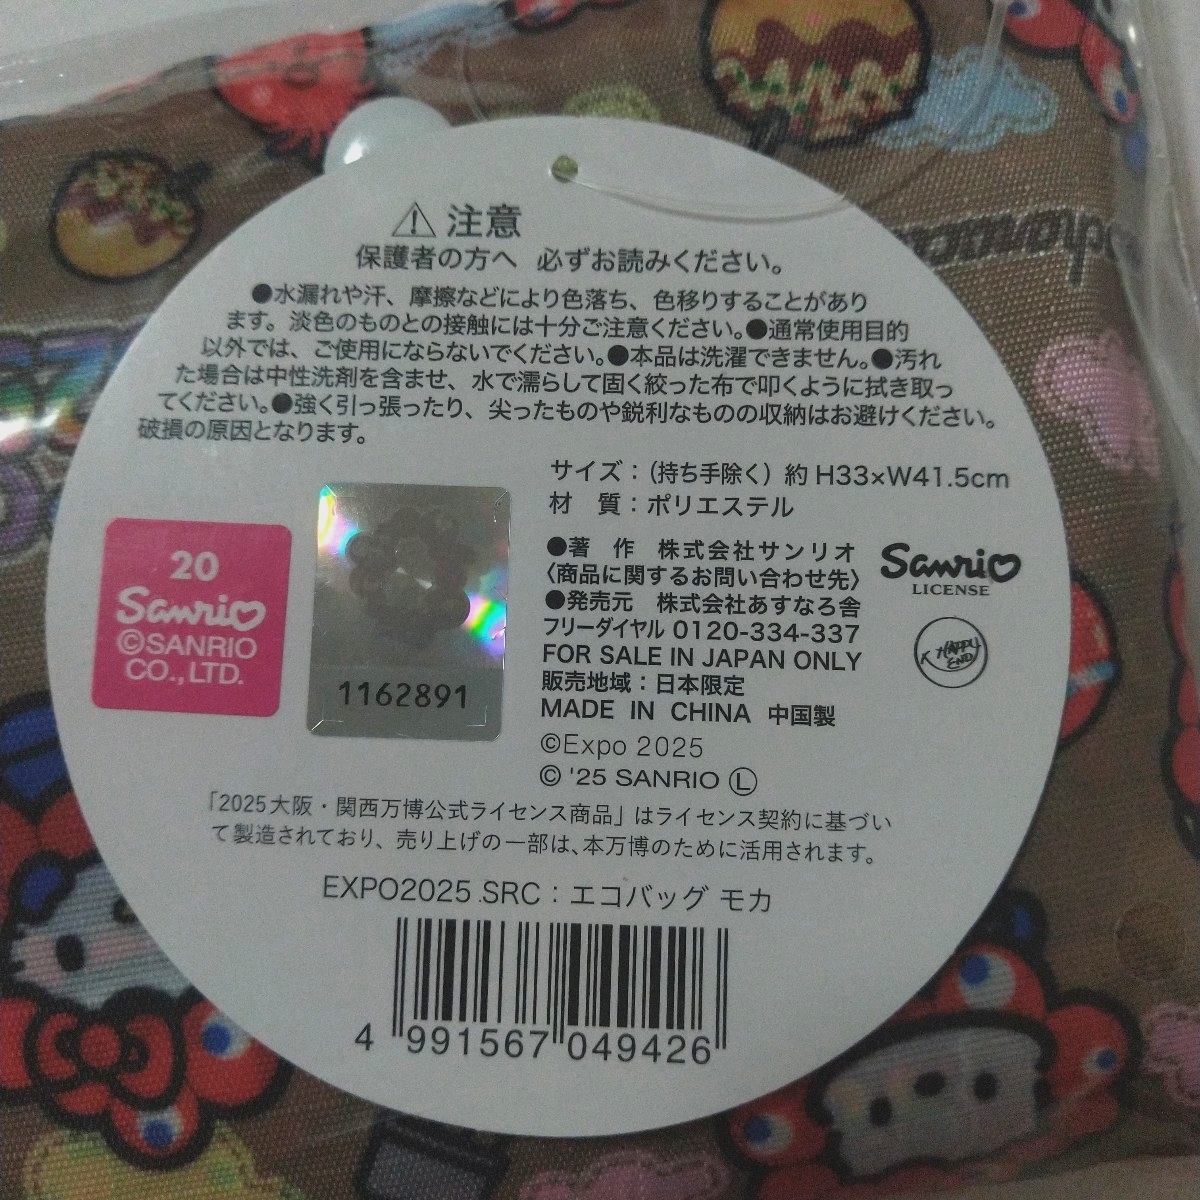 ⚠ 注意
保護者の方へ 必ずお読みください。
●水漏れや汗、摩擦などにより色落ち、色移りすることがあり
ます。淡色のものとの接触には十分ご注意ください。●通常使用目的
以外では、ご使用にならないでください。●本品は洗濯できません。●汚れ
た場合は中性洗剤を含ませ、水で濡らして固く絞った布で叩くように拭き取っ
てください。●強く引っ張ったり、尖ったものや鋭利なものの収納はお避けください。
破損の原因となります。
サイズ：(持ち手除く) 約 H33×W41.5cm
材 質：ポリエステル
20
Sanrio
©SANRIO
CO.,LTD.
1162891
●著 作 株式会社サンリオ
〈商品に関するお問い合わせ先〉
●発売元 株式会社あすなろ舎
フリーダイヤル 0120-334-337
FOR SALE IN JAPAN ONLY
販売地域：日本限定
MADE IN CHINA 中国製
©Expo 2025
© '25 SANRIO Ⓛ
Sanrio
LICENSE
K HAPPY
END
「2025大阪・関西万博公式ライセンス商品」はライセンス契約に基づい
て製造されており、売り上げの一部は、本万博のために活用されます。
EXPO2025 SRC：エコバッグ モカ
4 991567 049426